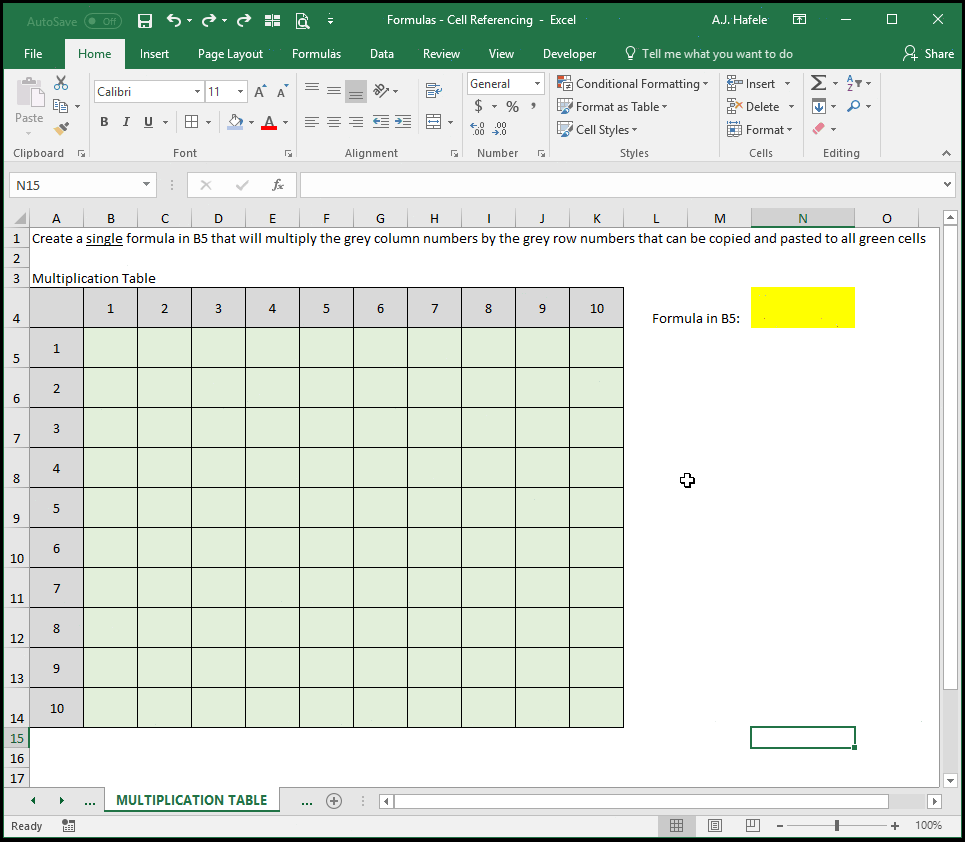 AutoSave Off Formulas - Cell Referencing - Excel A.J. Hafele
File Home Insert Page Layout Formulas Data Review View Developer Tell me what you want to do Share
Paste Calibri 11 A A General Conditional Formatting Insert Σ A Z
B I U A $ % , Format as Table Delete
.00 .0 Cell Styles Format
Clipboard Font Alignment Number Styles Cells Editing
N15 fx
A B C D E F G H I J K L M N O
1 Create a single formula in B5 that will multiply the grey column numbers by the grey row numbers that can be copied and pasted to all green cells
2
3 Multiplication Table
4 1 2 3 4 5 6 7 8 9 10 Formula in B5:
5 1
6 2
7 3
8 4
9 5
10 6
11 7
12 8
13 9
14 10
15
16
17
... MULTIPLICATION TABLE ...
Ready 100%